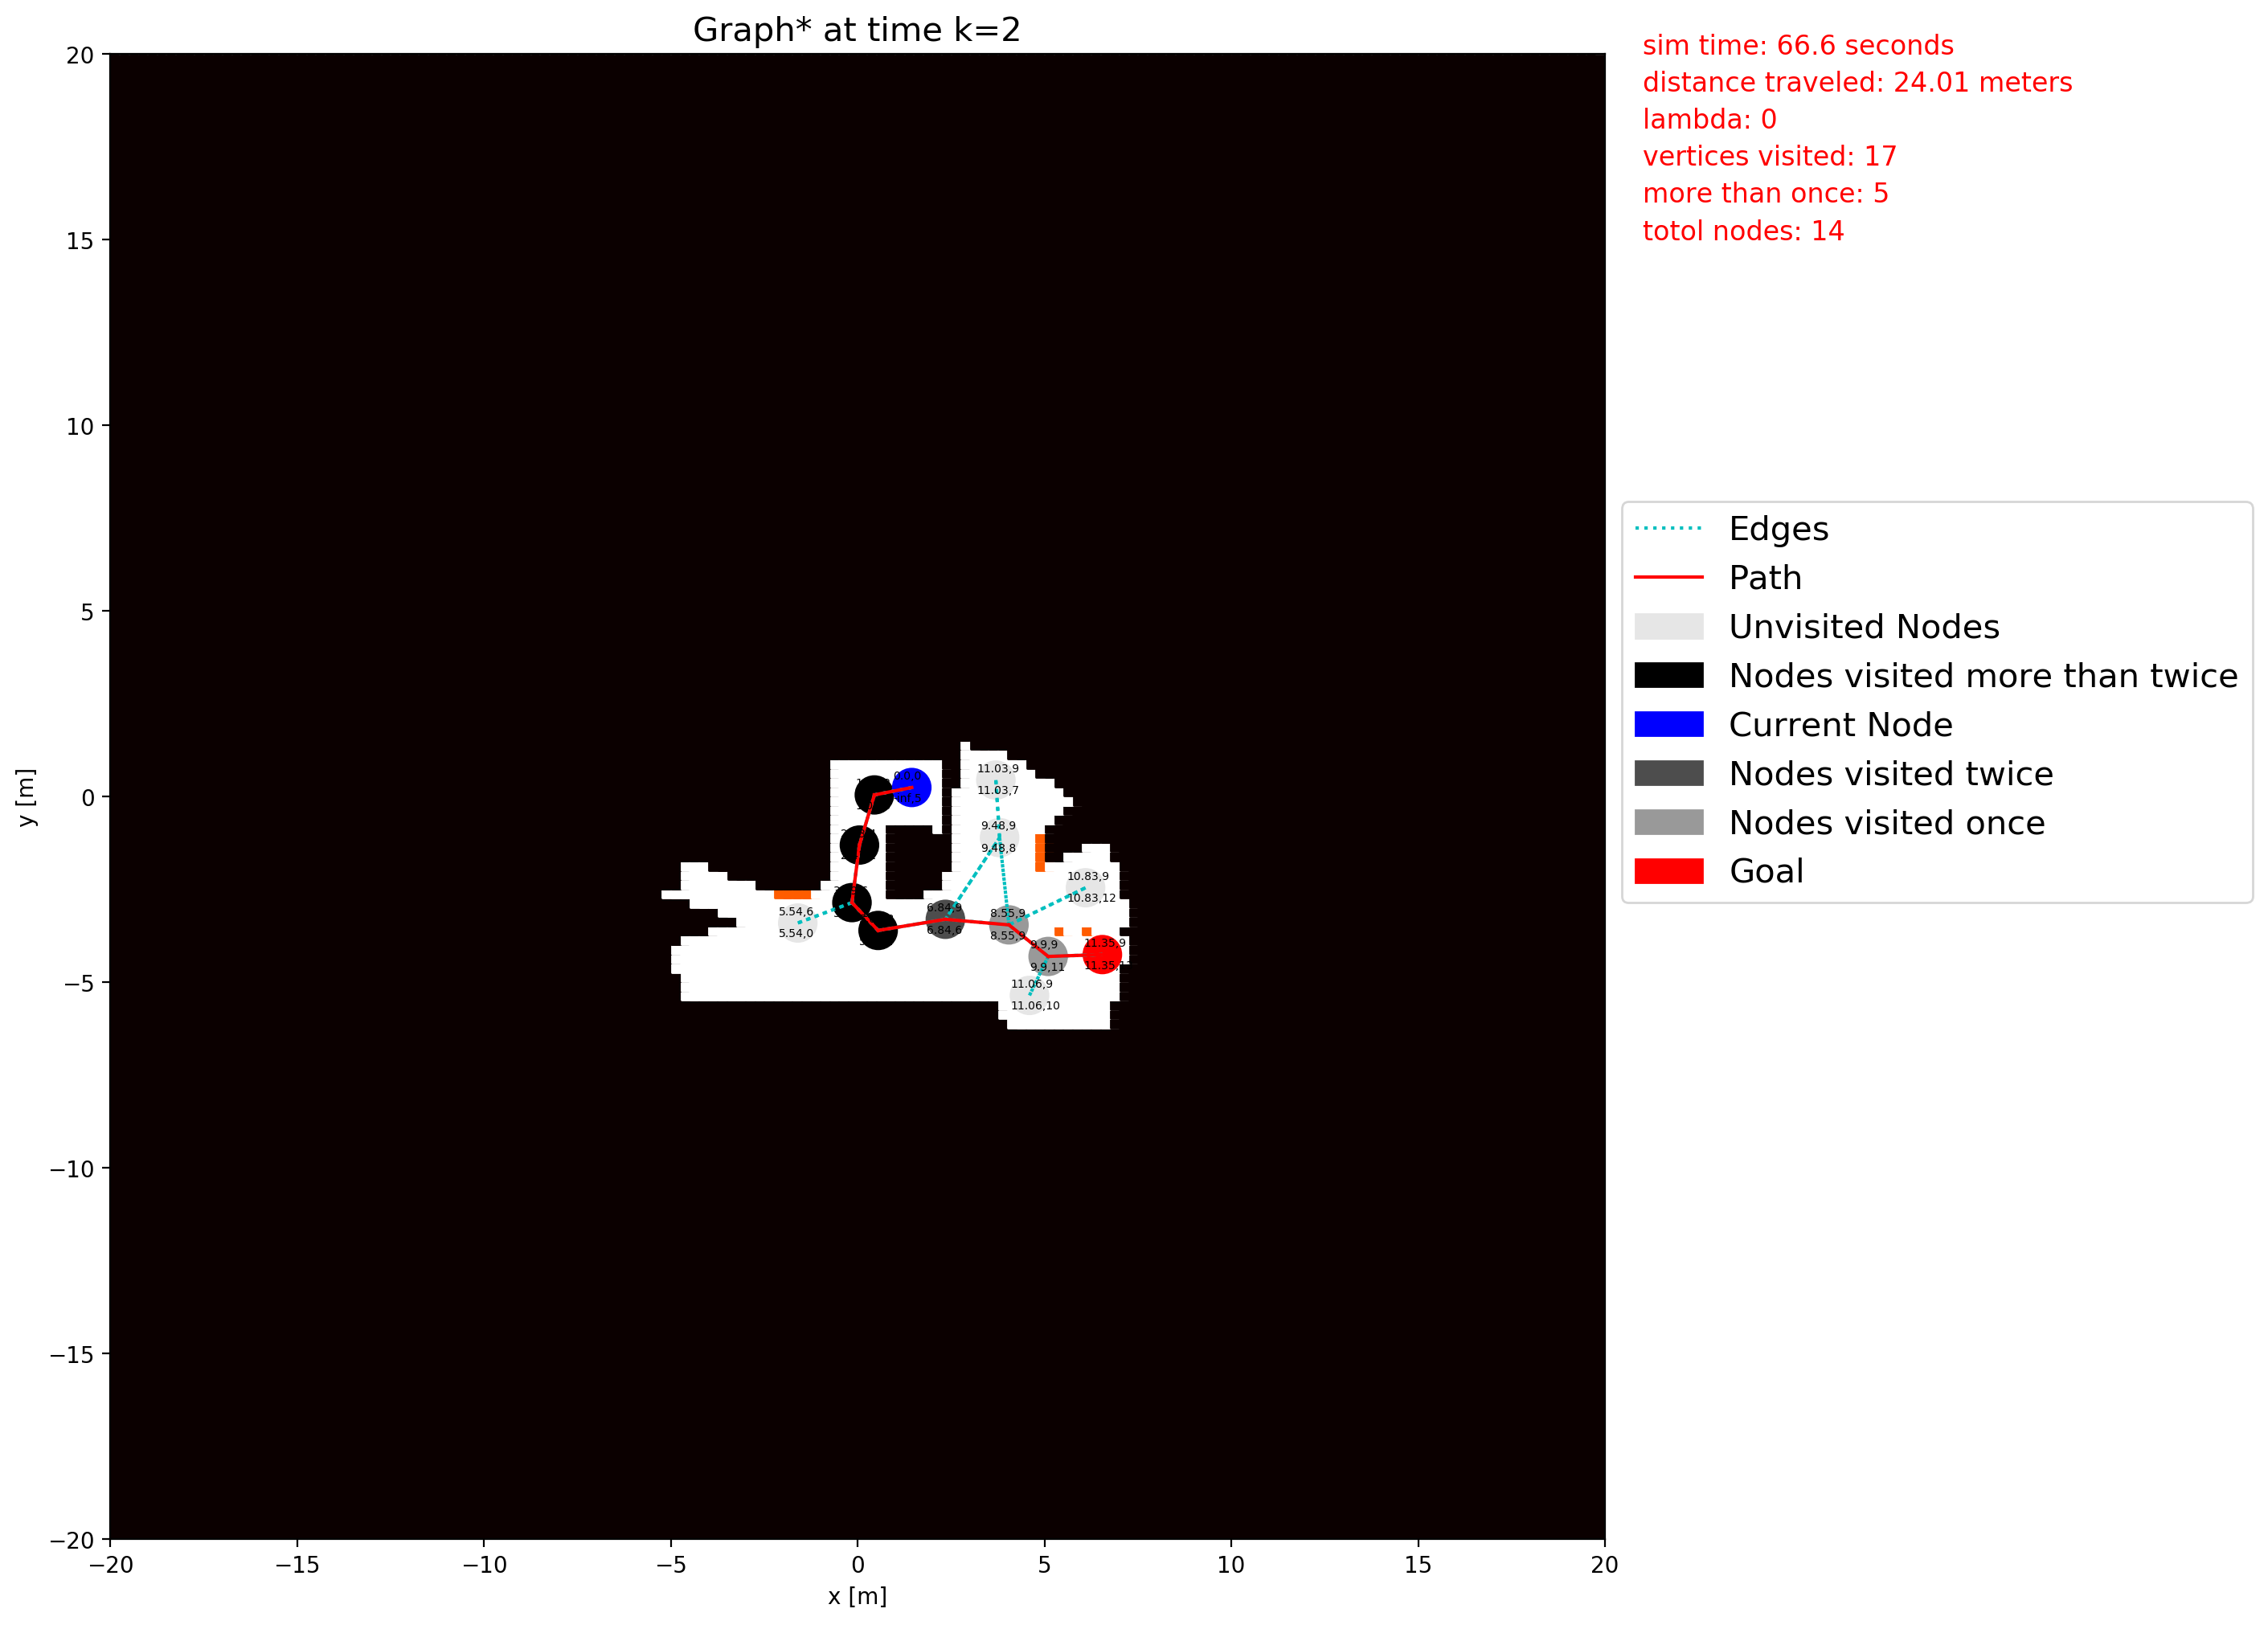 Graph* at time k=2
sim time: 66.6 seconds
distance traveled: 24.01 meters
lambda: 0
vertices visited: 17
more than once: 5
totol nodes: 14
20
15
10
5
0
−5
−10
−15
−20
y [m]
−20 −15 −10 −5 0 5 10 15 20
x [m]
11.03,9
11.03,7
0.0,0
9.48,9
9.48,8
10.83,9
10.83,12
5.54,6
5.54,0
6.84,9
6.84,6
8.55,9
8.55,9
9.9,9
9.9,11
11.35,9
11.06,9
11.06,10
Edges
Path
Unvisited Nodes
Nodes visited more than twice
Current Node
Nodes visited twice
Nodes visited once
Goal